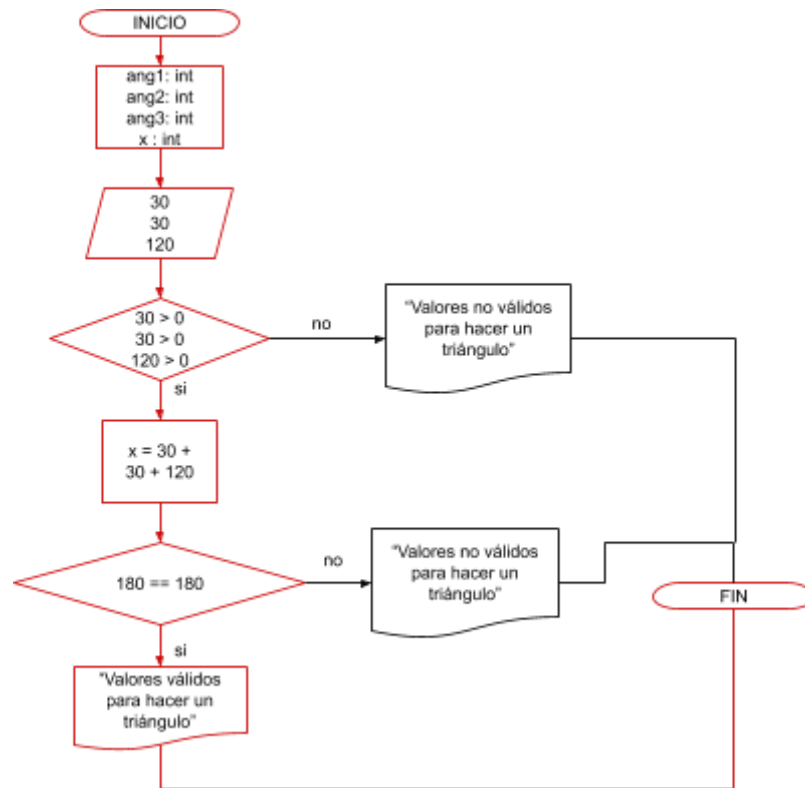 INICIO
ang1: int
ang2: int
ang3: int
x : int
30
30
120
30 > 0
30 > 0
120 > 0
no
“Valores no válidos
para hacer un
triángulo”
si
x = 30 +
30 + 120
180 == 180
no
“Valores no válidos
para hacer un
triángulo”
FIN
si
“Valores válidos
para hacer un
triángulo”